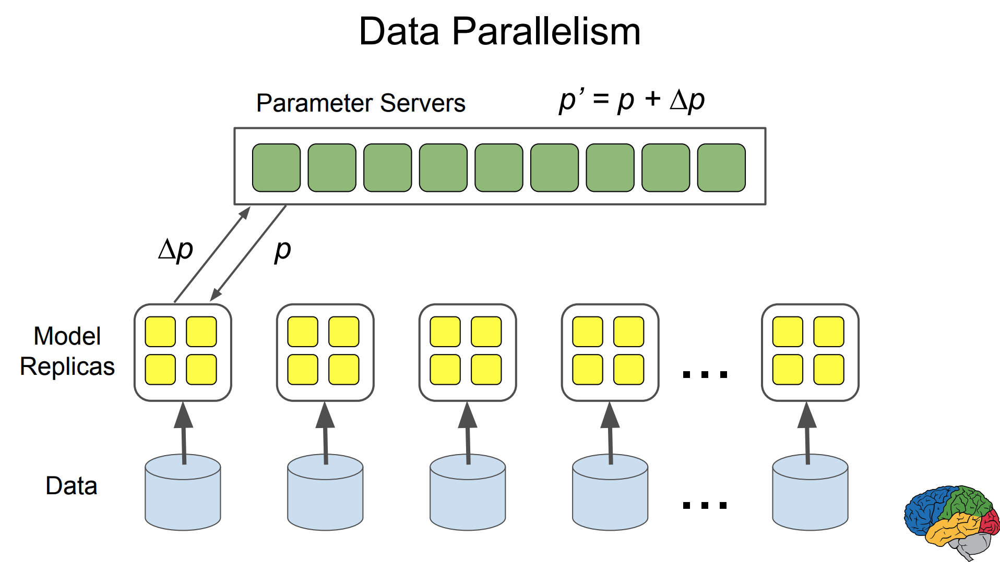 Data Parallelism
Parameter Servers
p’ = p + Δp
Δp
p
Model
Replicas
...
Data
...